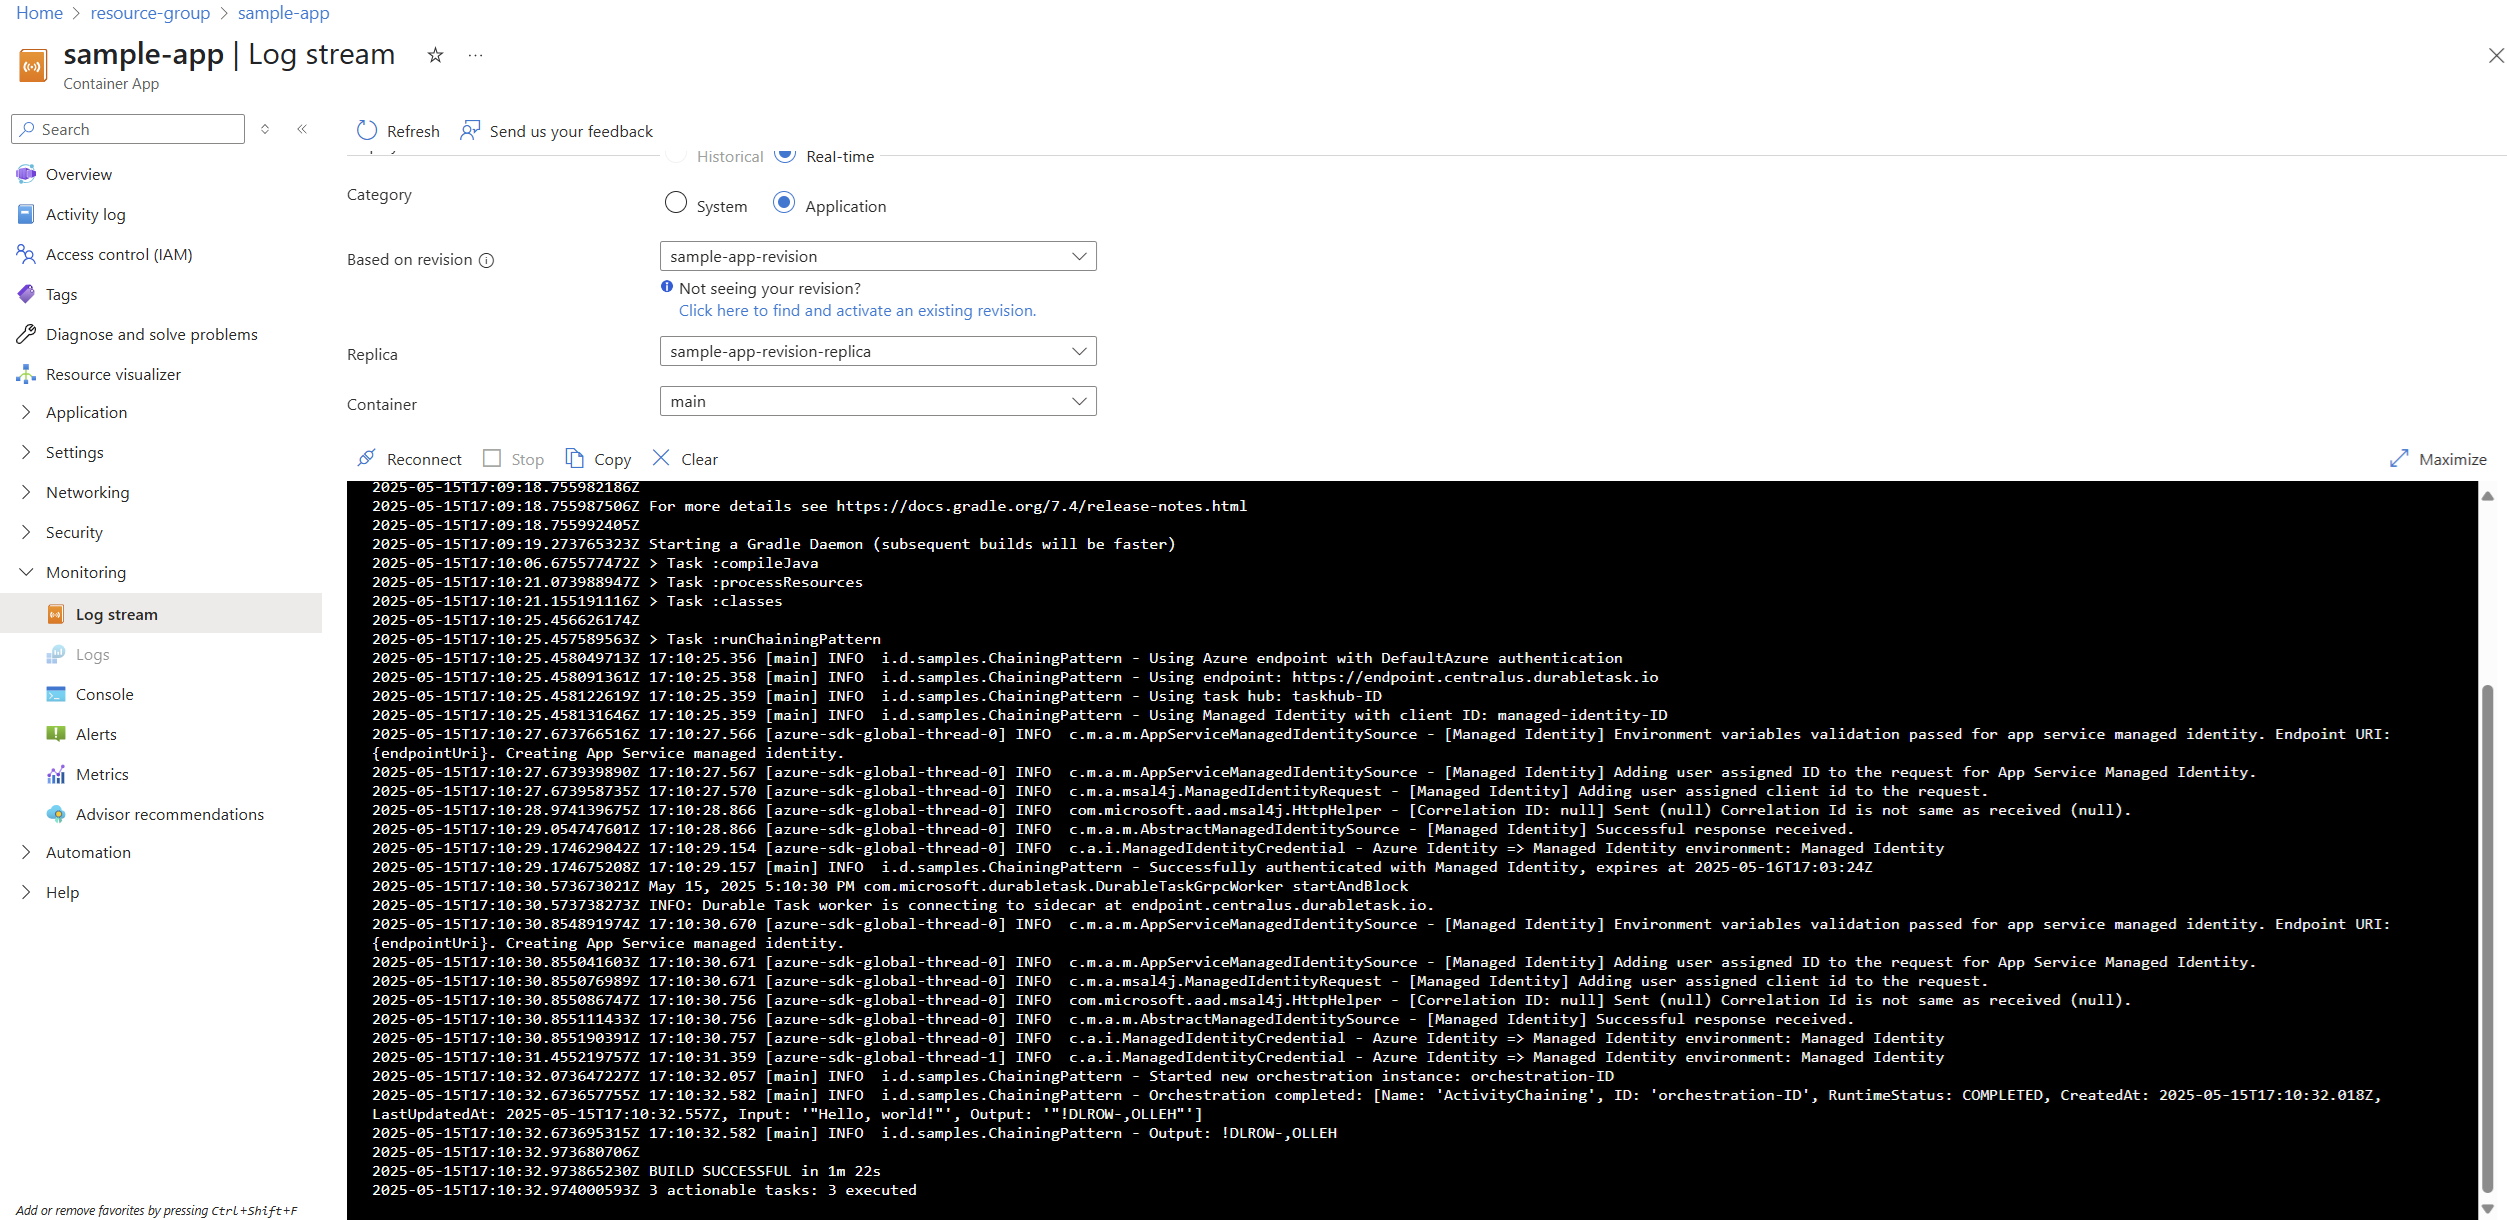 Home > resource-group > sample-app
sample-app | Log stream
Container App
Search
Overview
Activity log
Access control (IAM)
Tags
Diagnose and solve problems
Resource visualizer
Application
Settings
Networking
Security
Monitoring
Log stream
Logs
Console
Alerts
Metrics
Advisor recommendations
Automation
Help
Add or remove favorites by pressing Ctrl+Shift+F
Refresh Send us your feedback
Historical Real-time
Category System Application
Based on revision sample-app-revision
Not seeing your revision?
Click here to find and activate an existing revision.
Replica sample-app-revision-replica
Container main
Reconnect Stop Copy Clear Maximize
2025-05-15T17:09:18.755982186Z
2025-05-15T17:09:18.755987506Z For more details see https://docs.gradle.org/7.4/release-notes.html
2025-05-15T17:09:18.755992405Z
2025-05-15T17:09:19.273765323Z Starting a Gradle Daemon (subsequent builds will be faster)
2025-05-15T17:10:06.675577472Z > Task :compileJava
2025-05-15T17:10:21.073988947Z > Task :processResources
2025-05-15T17:10:21.155191116Z > Task :classes
2025-05-15T17:10:25.456626174Z
2025-05-15T17:10:25.457589563Z > Task :runChainingPattern
2025-05-15T17:10:25.458049713Z 17:10:25.356 [main] INFO  i.d.samples.ChainingPattern - Using Azure endpoint with DefaultAzure authentication
2025-05-15T17:10:25.458091361Z 17:10:25.358 [main] INFO  i.d.samples.ChainingPattern - Using endpoint: https://endpoint.centralus.durabletask.io
2025-05-15T17:10:25.458122619Z 17:10:25.359 [main] INFO  i.d.samples.ChainingPattern - Using task hub: taskhub-ID
2025-05-15T17:10:25.458131646Z 17:10:25.359 [main] INFO  i.d.samples.ChainingPattern - Using Managed Identity with client ID: managed-identity-ID
2025-05-15T17:10:27.673766516Z 17:10:27.566 [azure-sdk-global-thread-0] INFO  c.m.a.m.AppServiceManagedIdentitySource - [Managed Identity] Environment variables validation passed for app service managed identity. Endpoint URI:
{endpointUri}. Creating App Service managed identity.
2025-05-15T17:10:27.673939890Z 17:10:27.567 [azure-sdk-global-thread-0] INFO  c.m.a.m.AppServiceManagedIdentitySource - [Managed Identity] Adding user assigned ID to the request for App Service Managed Identity.
2025-05-15T17:10:27.673958735Z 17:10:27.570 [azure-sdk-global-thread-0] INFO  c.m.a.msal4j.ManagedIdentityRequest - [Managed Identity] Adding user assigned client id to the request.
2025-05-15T17:10:28.974139675Z 17:10:28.866 [azure-sdk-global-thread-0] INFO  com.microsoft.aad.msal4j.HttpHelper - [Correlation ID: null] Sent (null) Correlation Id is not same as received (null).
2025-05-15T17:10:29.054747601Z 17:10:28.866 [azure-sdk-global-thread-0] INFO  c.m.a.m.AbstractManagedIdentitySource - [Managed Identity] Successful response received.
2025-05-15T17:10:29.174629042Z 17:10:29.154 [azure-sdk-global-thread-0] INFO  c.a.i.ManagedIdentityCredential - Azure Identity => Managed Identity environment: Managed Identity
2025-05-15T17:10:29.174675208Z 17:10:29.157 [main] INFO  i.d.samples.ChainingPattern - Successfully authenticated with Managed Identity, expires at 2025-05-16T17:03:24Z
2025-05-15T17:10:30.573673021Z May 15, 2025 5:10:30 PM com.microsoft.durabletask.DurableTaskGrpcWorker startAndBlock
2025-05-15T17:10:30.573738273Z INFO: Durable Task worker is connecting to sidecar at endpoint.centralus.durabletask.io.
2025-05-15T17:10:30.854891974Z 17:10:30.670 [azure-sdk-global-thread-0] INFO  c.m.a.m.AppServiceManagedIdentitySource - [Managed Identity] Environment variables validation passed for app service managed identity. Endpoint URI:
{endpointUri}. Creating App Service managed identity.
2025-05-15T17:10:30.855041603Z 17:10:30.671 [azure-sdk-global-thread-0] INFO  c.m.a.m.AppServiceManagedIdentitySource - [Managed Identity] Adding user assigned ID to the request for App Service Managed Identity.
2025-05-15T17:10:30.855076989Z 17:10:30.671 [azure-sdk-global-thread-0] INFO  c.m.a.msal4j.ManagedIdentityRequest - [Managed Identity] Adding user assigned client id to the request.
2025-05-15T17:10:30.855086747Z 17:10:30.756 [azure-sdk-global-thread-0] INFO  com.microsoft.aad.msal4j.HttpHelper - [Correlation ID: null] Sent (null) Correlation Id is not same as received (null).
2025-05-15T17:10:30.855111433Z 17:10:30.756 [azure-sdk-global-thread-0] INFO  c.m.a.m.AbstractManagedIdentitySource - [Managed Identity] Successful response received.
2025-05-15T17:10:30.855190391Z 17:10:30.757 [azure-sdk-global-thread-0] INFO  c.a.i.ManagedIdentityCredential - Azure Identity => Managed Identity environment: Managed Identity
2025-05-15T17:10:31.455219757Z 17:10:31.359 [azure-sdk-global-thread-1] INFO  c.a.i.ManagedIdentityCredential - Azure Identity => Managed Identity environment: Managed Identity
2025-05-15T17:10:32.073647227Z 17:10:32.057 [main] INFO  i.d.samples.ChainingPattern - Started new orchestration instance: orchestration-ID
2025-05-15T17:10:32.673657755Z 17:10:32.582 [main] INFO  i.d.samples.ChainingPattern - Orchestration completed: [Name: 'ActivityChaining', ID: 'orchestration-ID', RuntimeStatus: COMPLETED, CreatedAt: 2025-05-15T17:10:32.018Z,
LastUpdatedAt: 2025-05-15T17:10:32.557Z, Input: '"Hello, world!"', Output: '"!DLROW-,OLLEH"']
2025-05-15T17:10:32.673695315Z 17:10:32.582 [main] INFO  i.d.samples.ChainingPattern - Output: !DLROW-,OLLEH
2025-05-15T17:10:32.973680706Z
2025-05-15T17:10:32.973865230Z BUILD SUCCESSFUL in 1m 22s
2025-05-15T17:10:32.974000593Z 3 actionable tasks: 3 executed